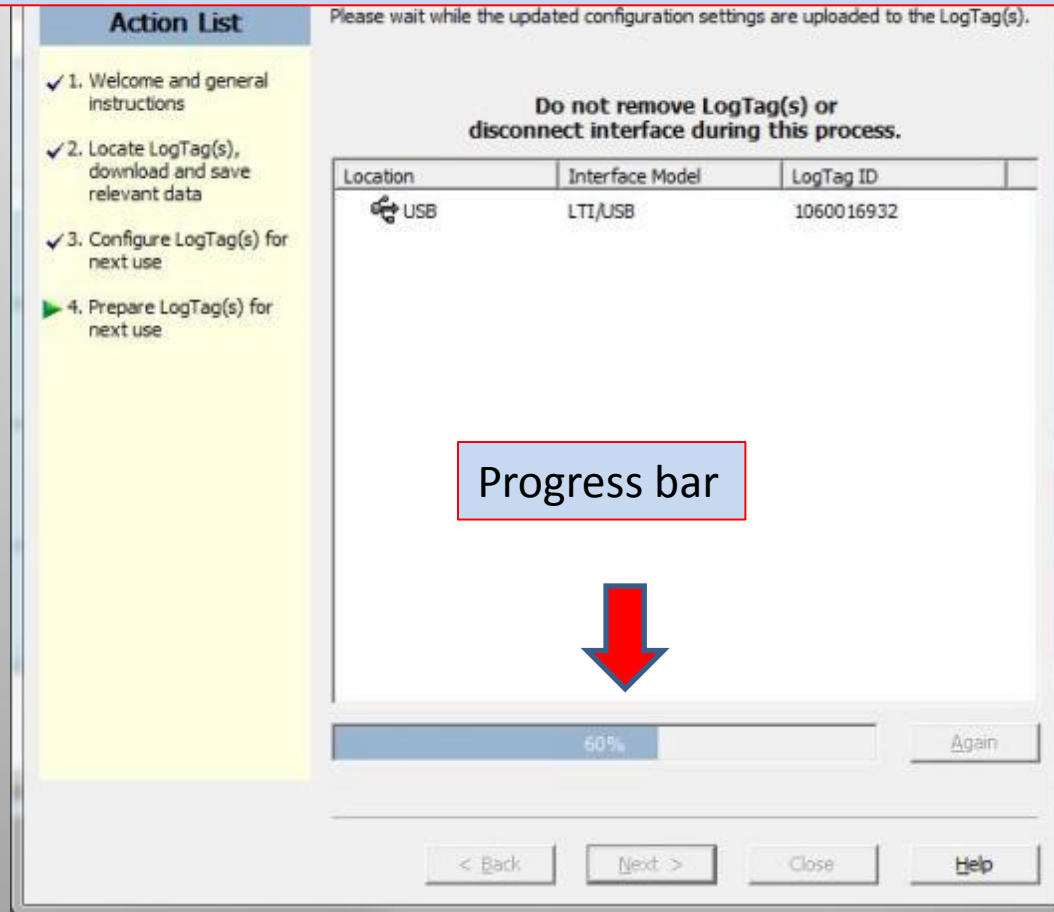 Action List
Please wait while the updated configuration settings are uploaded to the LogTag(s).
✓ 1. Welcome and general
instructions
✓ 2. Locate LogTag(s),
download and save
relevant data
✓ 3. Configure LogTag(s) for
next use
4. Prepare LogTag(s) for
next use
Do not remove LogTag(s) or
disconnect interface during this process.
Location Interface Model LogTag ID
USB LTI/USB 1060016932
Progress bar
60%
Again
< Back Next > Close Help